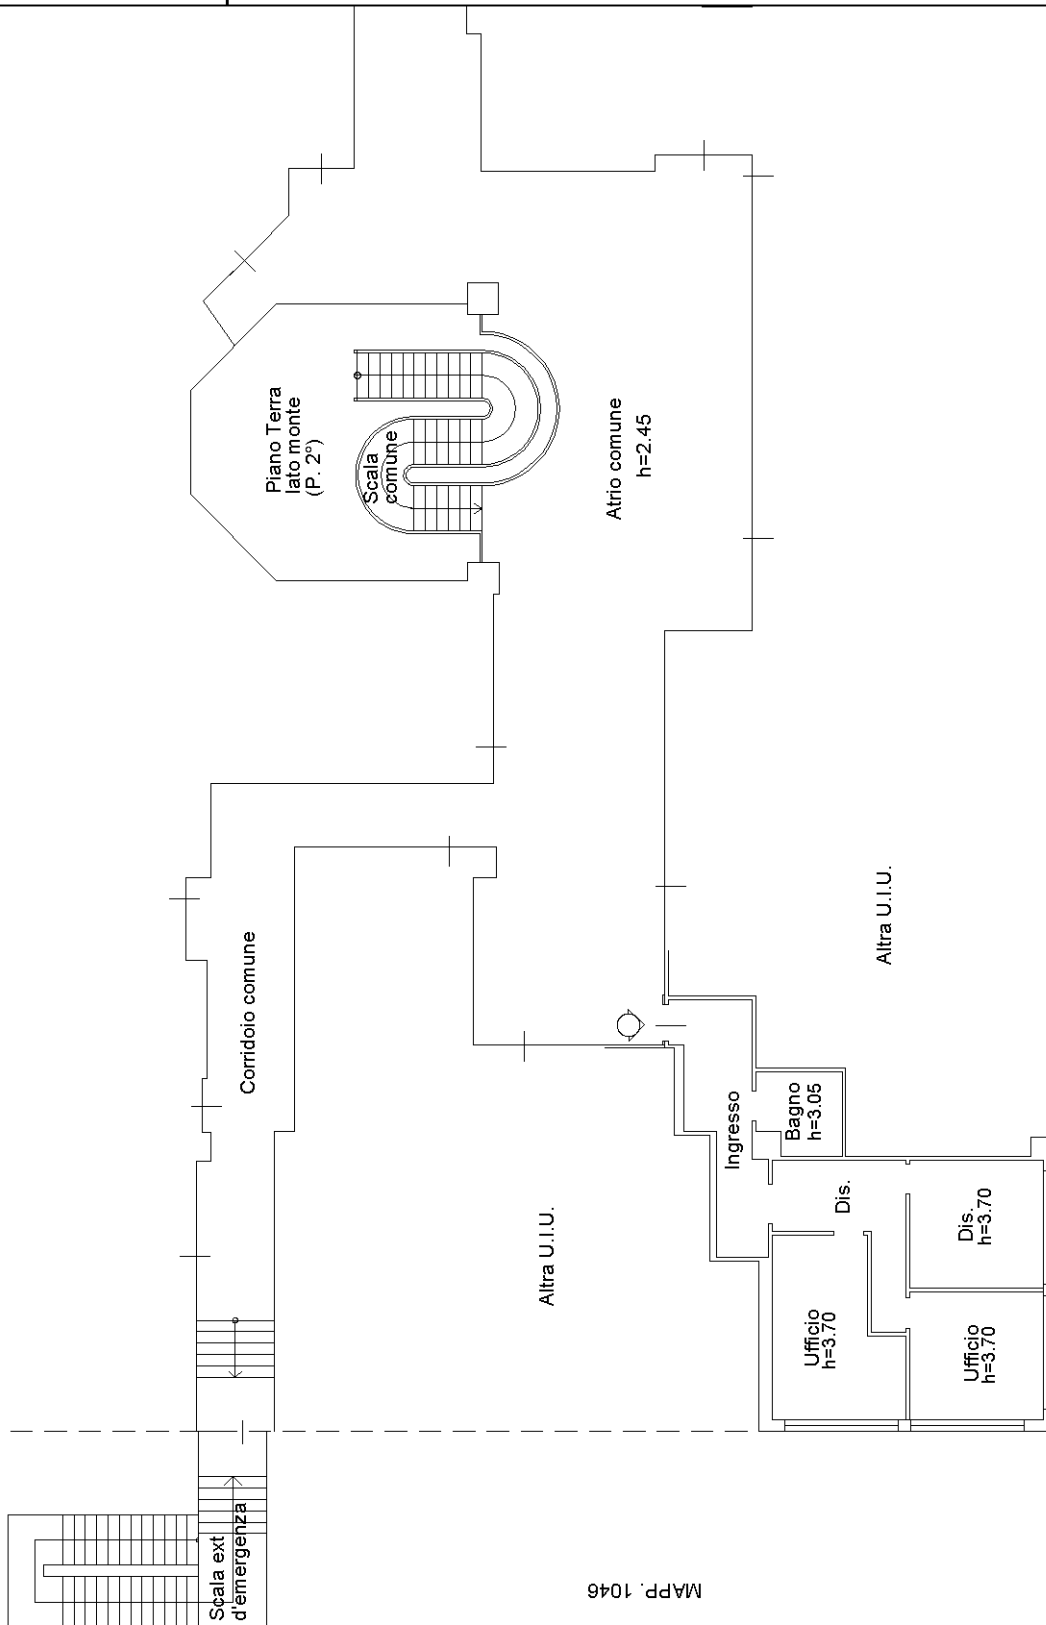 Piano Terra
lato monte
(P. 2°)
Scala
comune
Atrio comune
h=2.45
Corridoio comune
Altra U.I.U.
Ingresso
Bagno
h=3.05
Dis.
Dis.
h=3.70
Altra U.I.U.
Ufficio
h=3.70
Ufficio
h=3.70
Scala ext
d'emergenza
MAPP. 1046